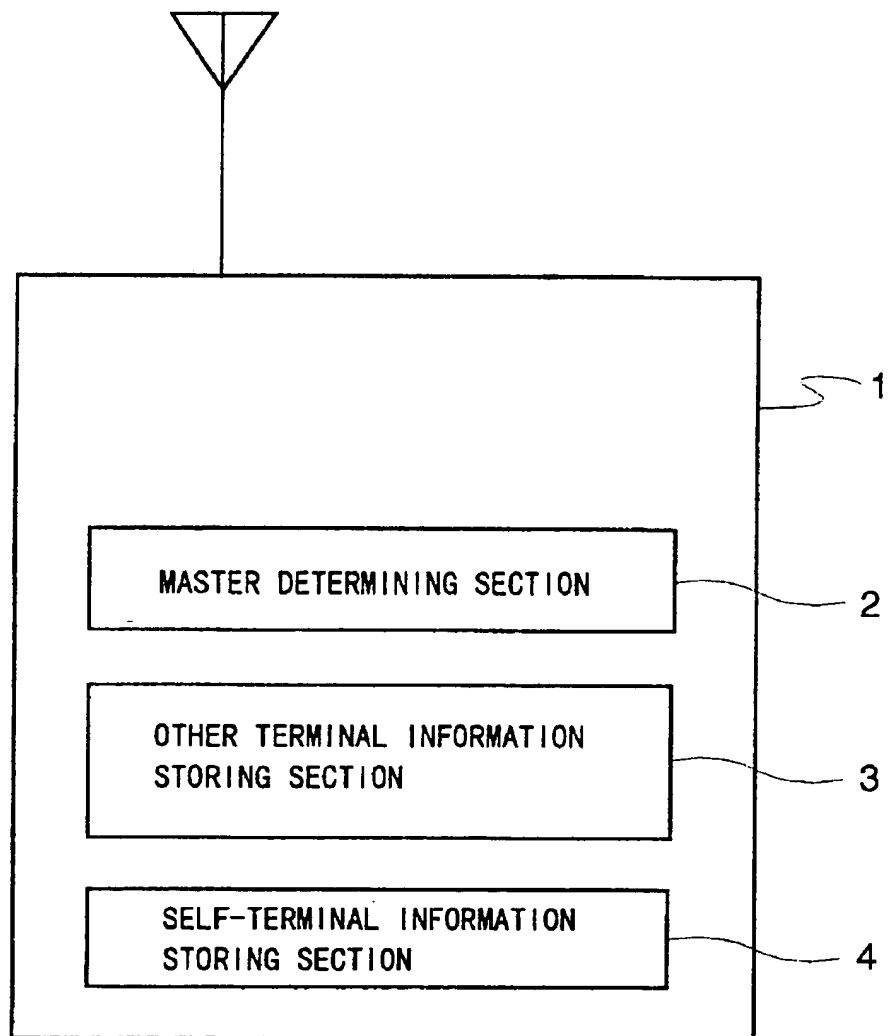 1
MASTER DETERMINING SECTION
2
OTHER TERMINAL INFORMATION
STORING SECTION
3
SELF-TERMINAL INFORMATION
STORING SECTION
4